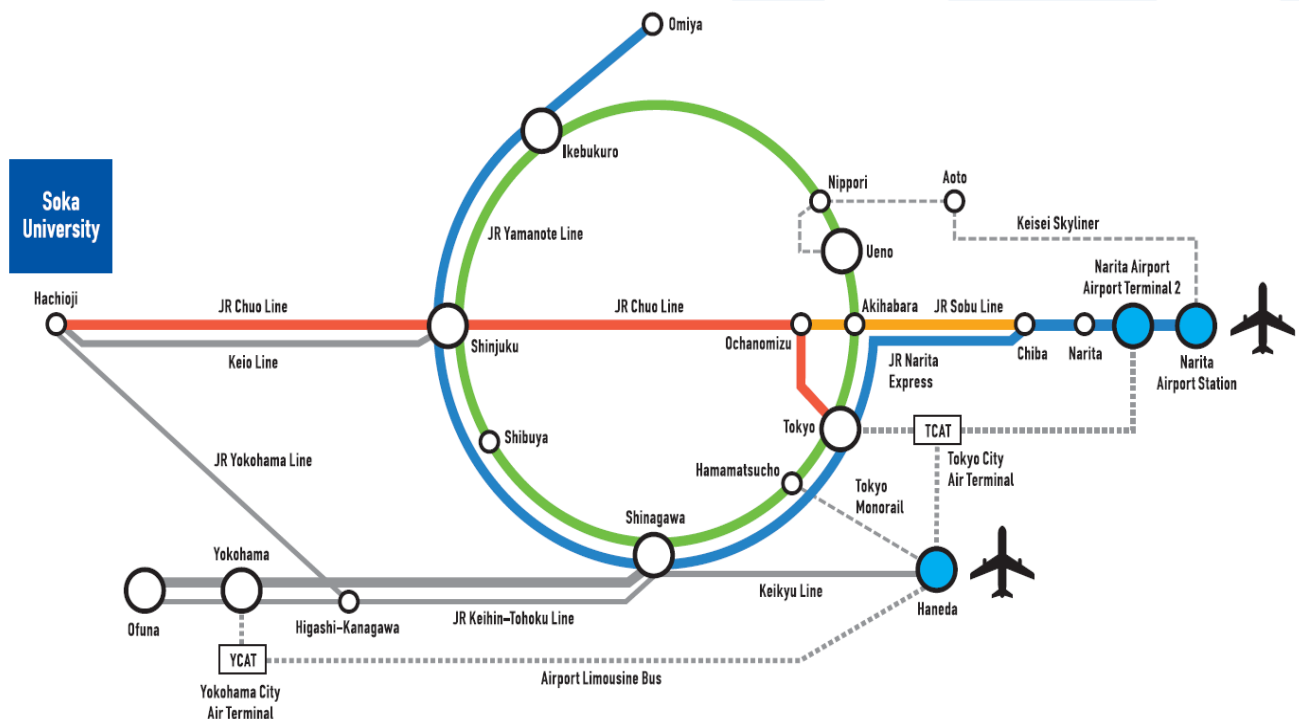 Omiya
Ikebukuro
Soka
University
Nippori
Aoto
JR Yamanote Line
Keisei Skyliner
Ueno
Narita Airport
Airport Terminal 2
Hachioji
JR Chuo Line
JR Chuo Line
Akihabara
JR Sobu Line
Shinjuku
Ochanomizu
Keio Line
JR Narita
Express
Chiba
Narita
Narita
Airport Station
Tokyo
TCAT
Tokyo City
Air Terminal
Shibuya
JR Yokohama Line
Hamamatsucho
Tokyo
Monorail
Shinagawa
Yokohama
Keikyu Line
Haneda
Ofuna
Higashi-Kanagawa
JR Keihin-Tohoku Line
YCAT
Yokohama City
Air Terminal
Airport Limousine Bus